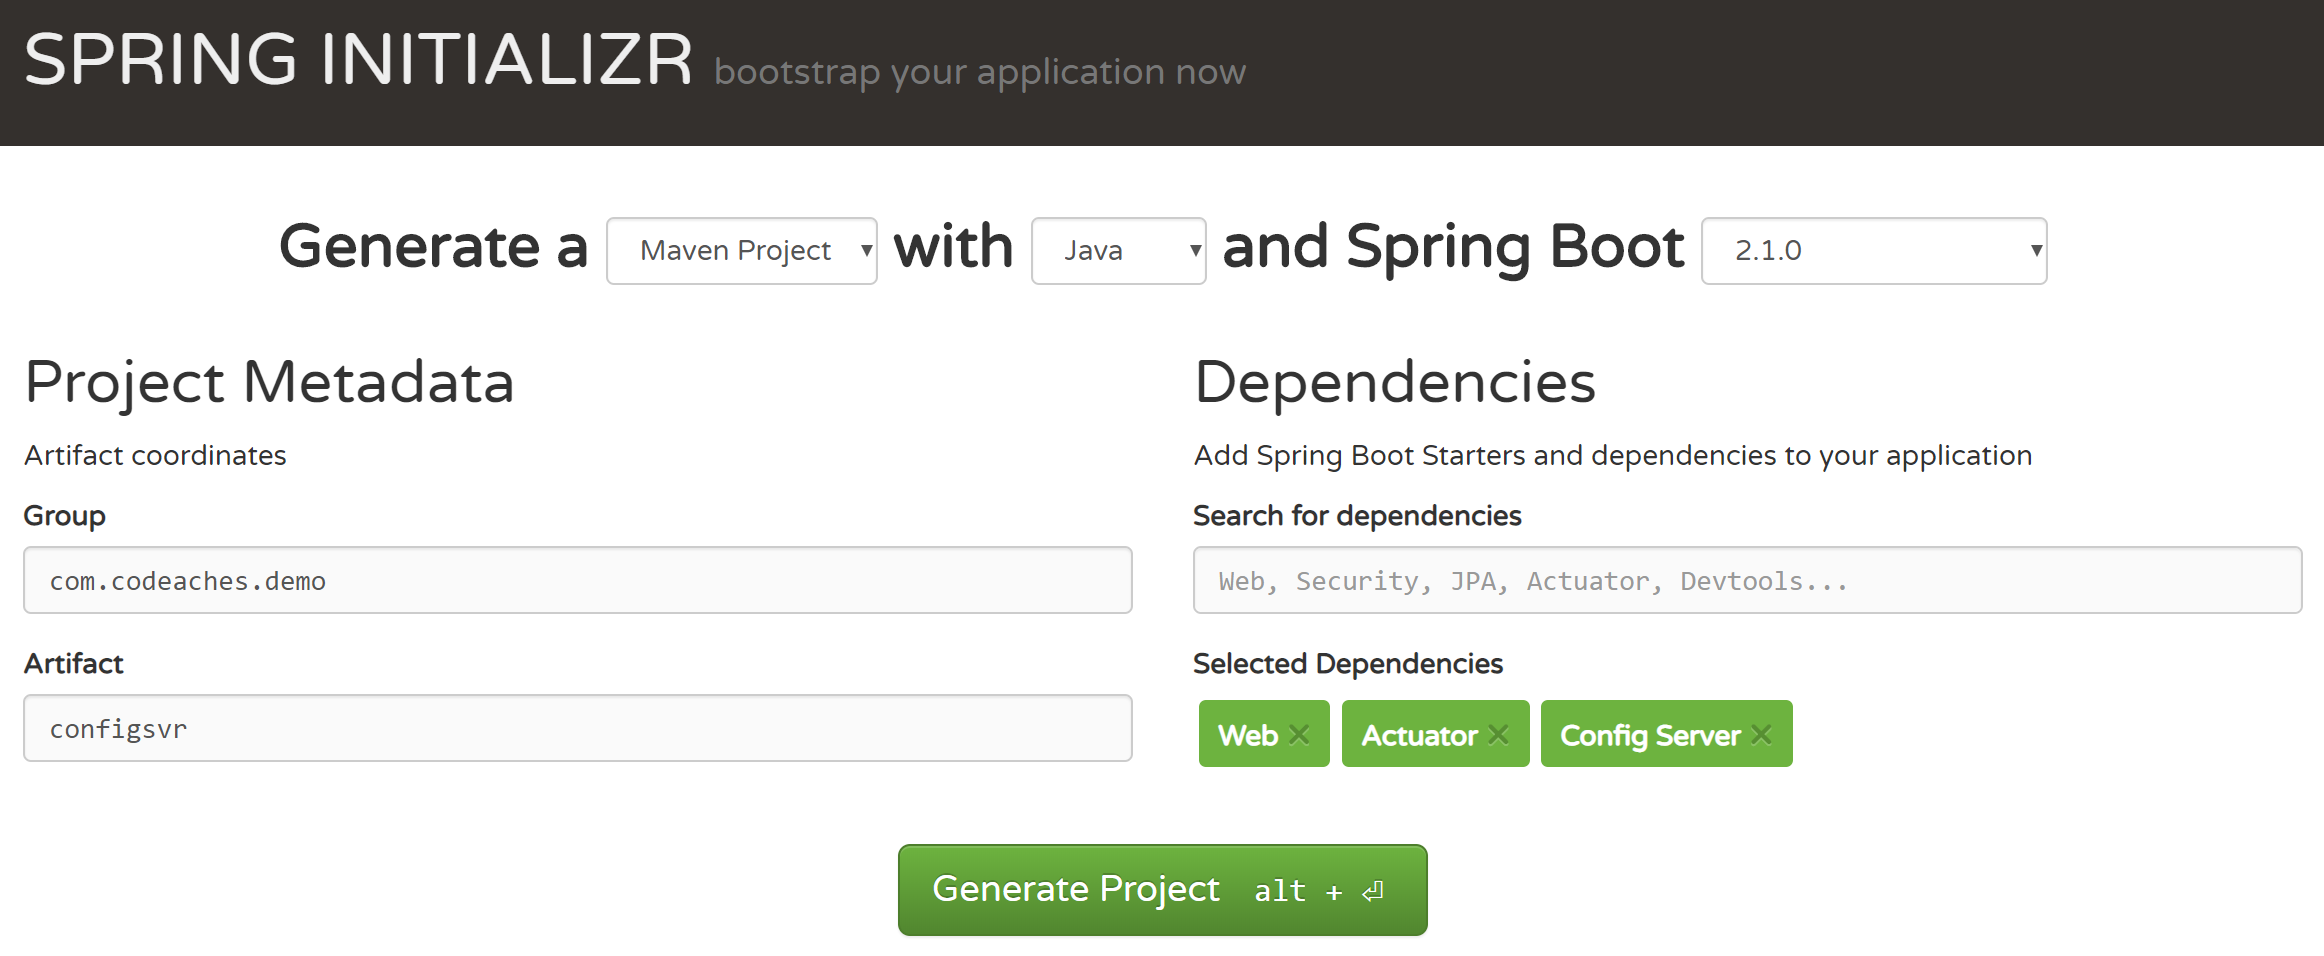 SPRING INITIALIZR bootstrap your application now
Generate a Maven Project with Java and Spring Boot 2.1.0
Project Metadata
Artifact coordinates
Group
com.codeaches.demo
Artifact
configsvr
Dependencies
Add Spring Boot Starters and dependencies to your application
Search for dependencies
Web, Security, JPA, Actuator, Devtools...
Selected Dependencies
Web × Actuator × Config Server ×
Generate Project alt + ⏎